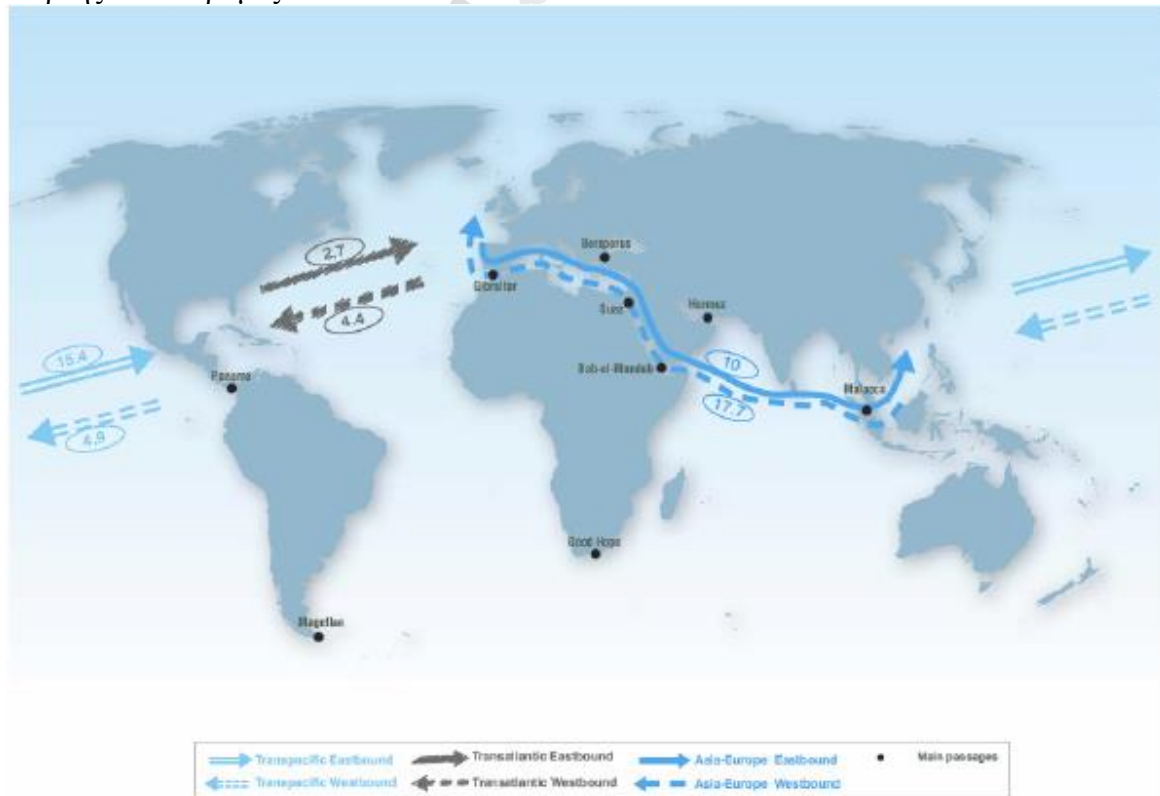 2.7
Bosporus
Gibraltar
4.4
Suez
Hormuz
15.4
Panama
Bab-el-Mandeb
10
Malacca
17.7
4.9
Good Hope
Magellan
Transpacific Eastbound
Transatlantic Eastbound
Asia-Europe Eastbound
Main passages
Transpacific Westbound
Transatlantic Westbound
Asia-Europe Westbound